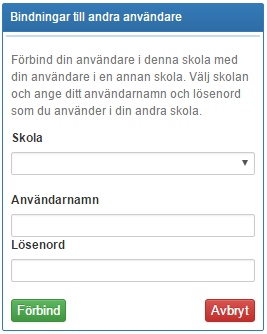 Bindningar till andra användare
Förbind din användare i denna skola med
din användare i en annan skola. Välj skolan
och ange ditt användarnamn och lösenord
som du använder i din andra skola.
Skola
Användarnamn
Lösenord
Förbind
Avbryt